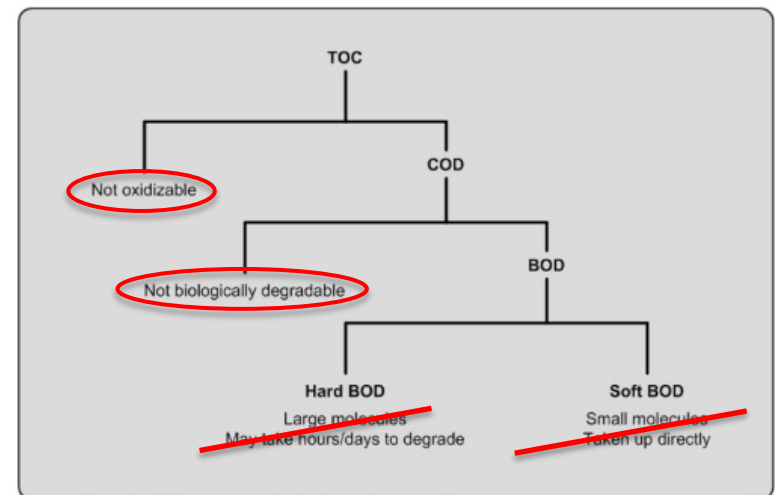 TOC
COD
Not oxidizable
BOD
Not biologically degradable
Hard BOD
Large molecules
May take hours/days to degrade
Soft BOD
Small molecules
Taken up directly